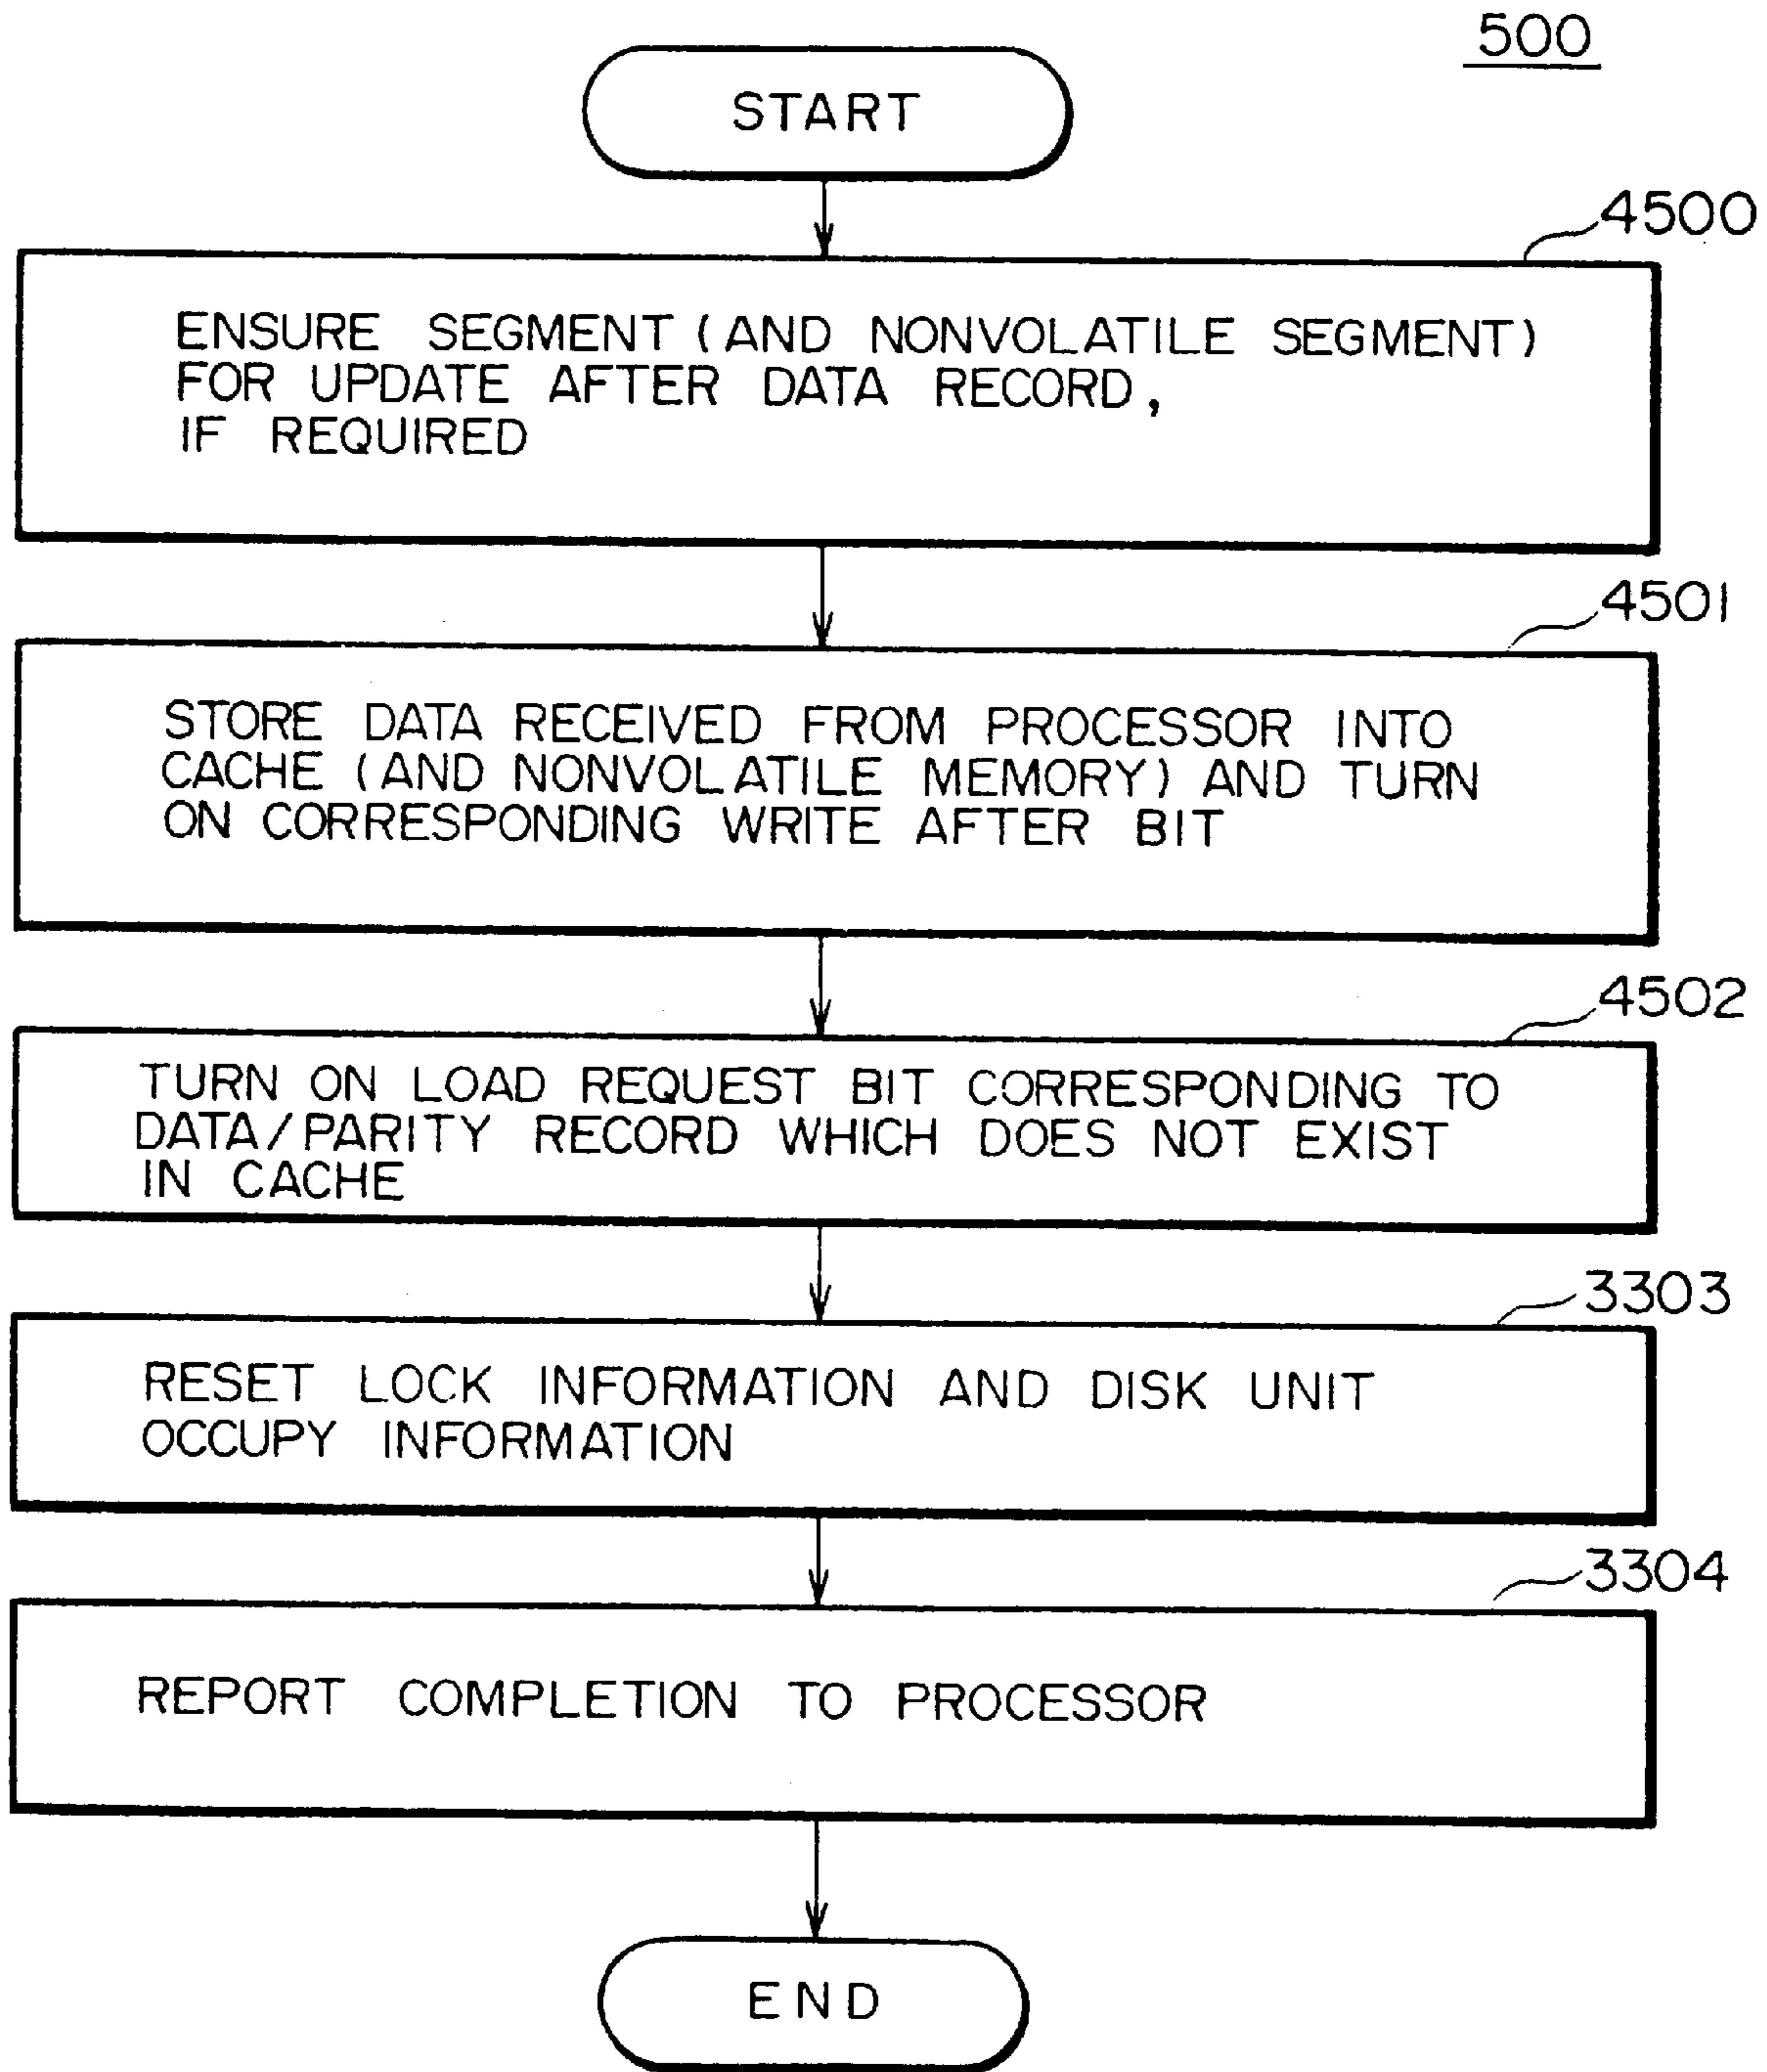 500
START
4500
ENSURE SEGMENT (AND NONVOLATILE SEGMENT)
FOR UPDATE AFTER DATA RECORD,
IF REQUIRED
4501
STORE DATA RECEIVED FROM PROCESSOR INTO
CACHE (AND NONVOLATILE MEMORY) AND TURN
ON CORRESPONDING WRITE AFTER BIT
4502
TURN ON LOAD REQUEST BIT CORRESPONDING TO
DATA/PARITY RECORD WHICH DOES NOT EXIST
IN CACHE
3303
RESET LOCK INFORMATION AND DISK UNIT
OCCUPY INFORMATION
3304
REPORT COMPLETION TO PROCESSOR
END